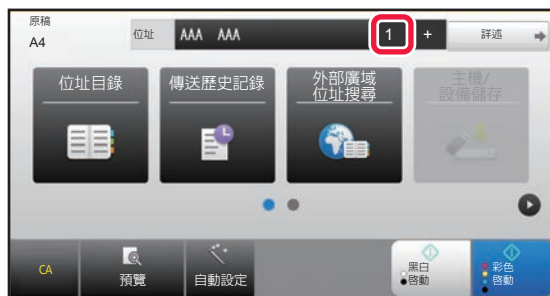 原稿
A4
位址 AAA AAA 1 + 詳述
位址目錄
傳送歷史記錄
外部廣域
位址搜尋
主機/
設備儲存
CA
預覽
自動設定
黑白
啓動
彩色
啓動